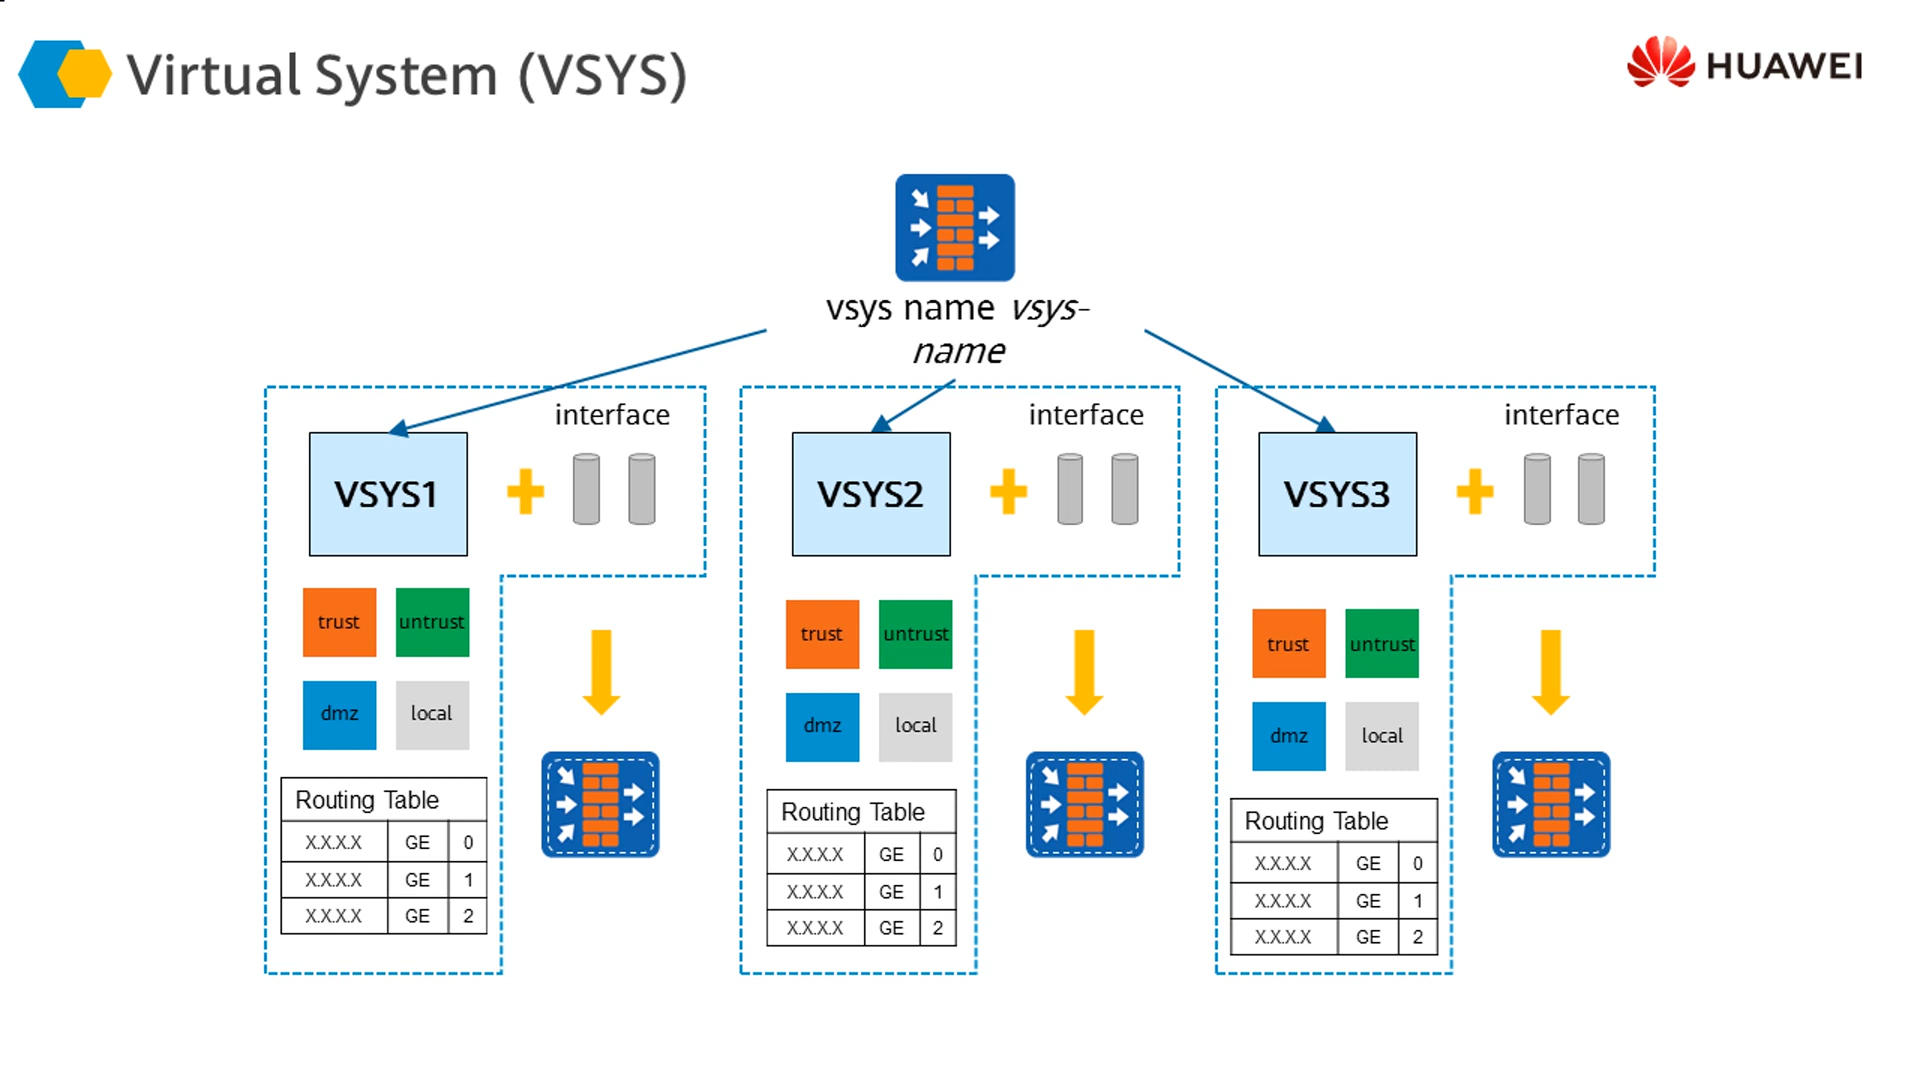 Virtual System (VSYS)
HUAWEI
vsys name vsys-
name
interface
VSYS1
trust
untrust
dmz
local
Routing Table
X.X.X.X GE 0
X.X.X.X GE 1
X.X.X.X GE 2
interface
VSYS2
trust
untrust
dmz
local
Routing Table
X.X.X.X GE 0
X.X.X.X GE 1
X.X.X.X GE 2
interface
VSYS3
trust
untrust
dmz
local
Routing Table
X.X.X.X GE 0
X.X.X.X GE 1
X.X.X.X GE 2